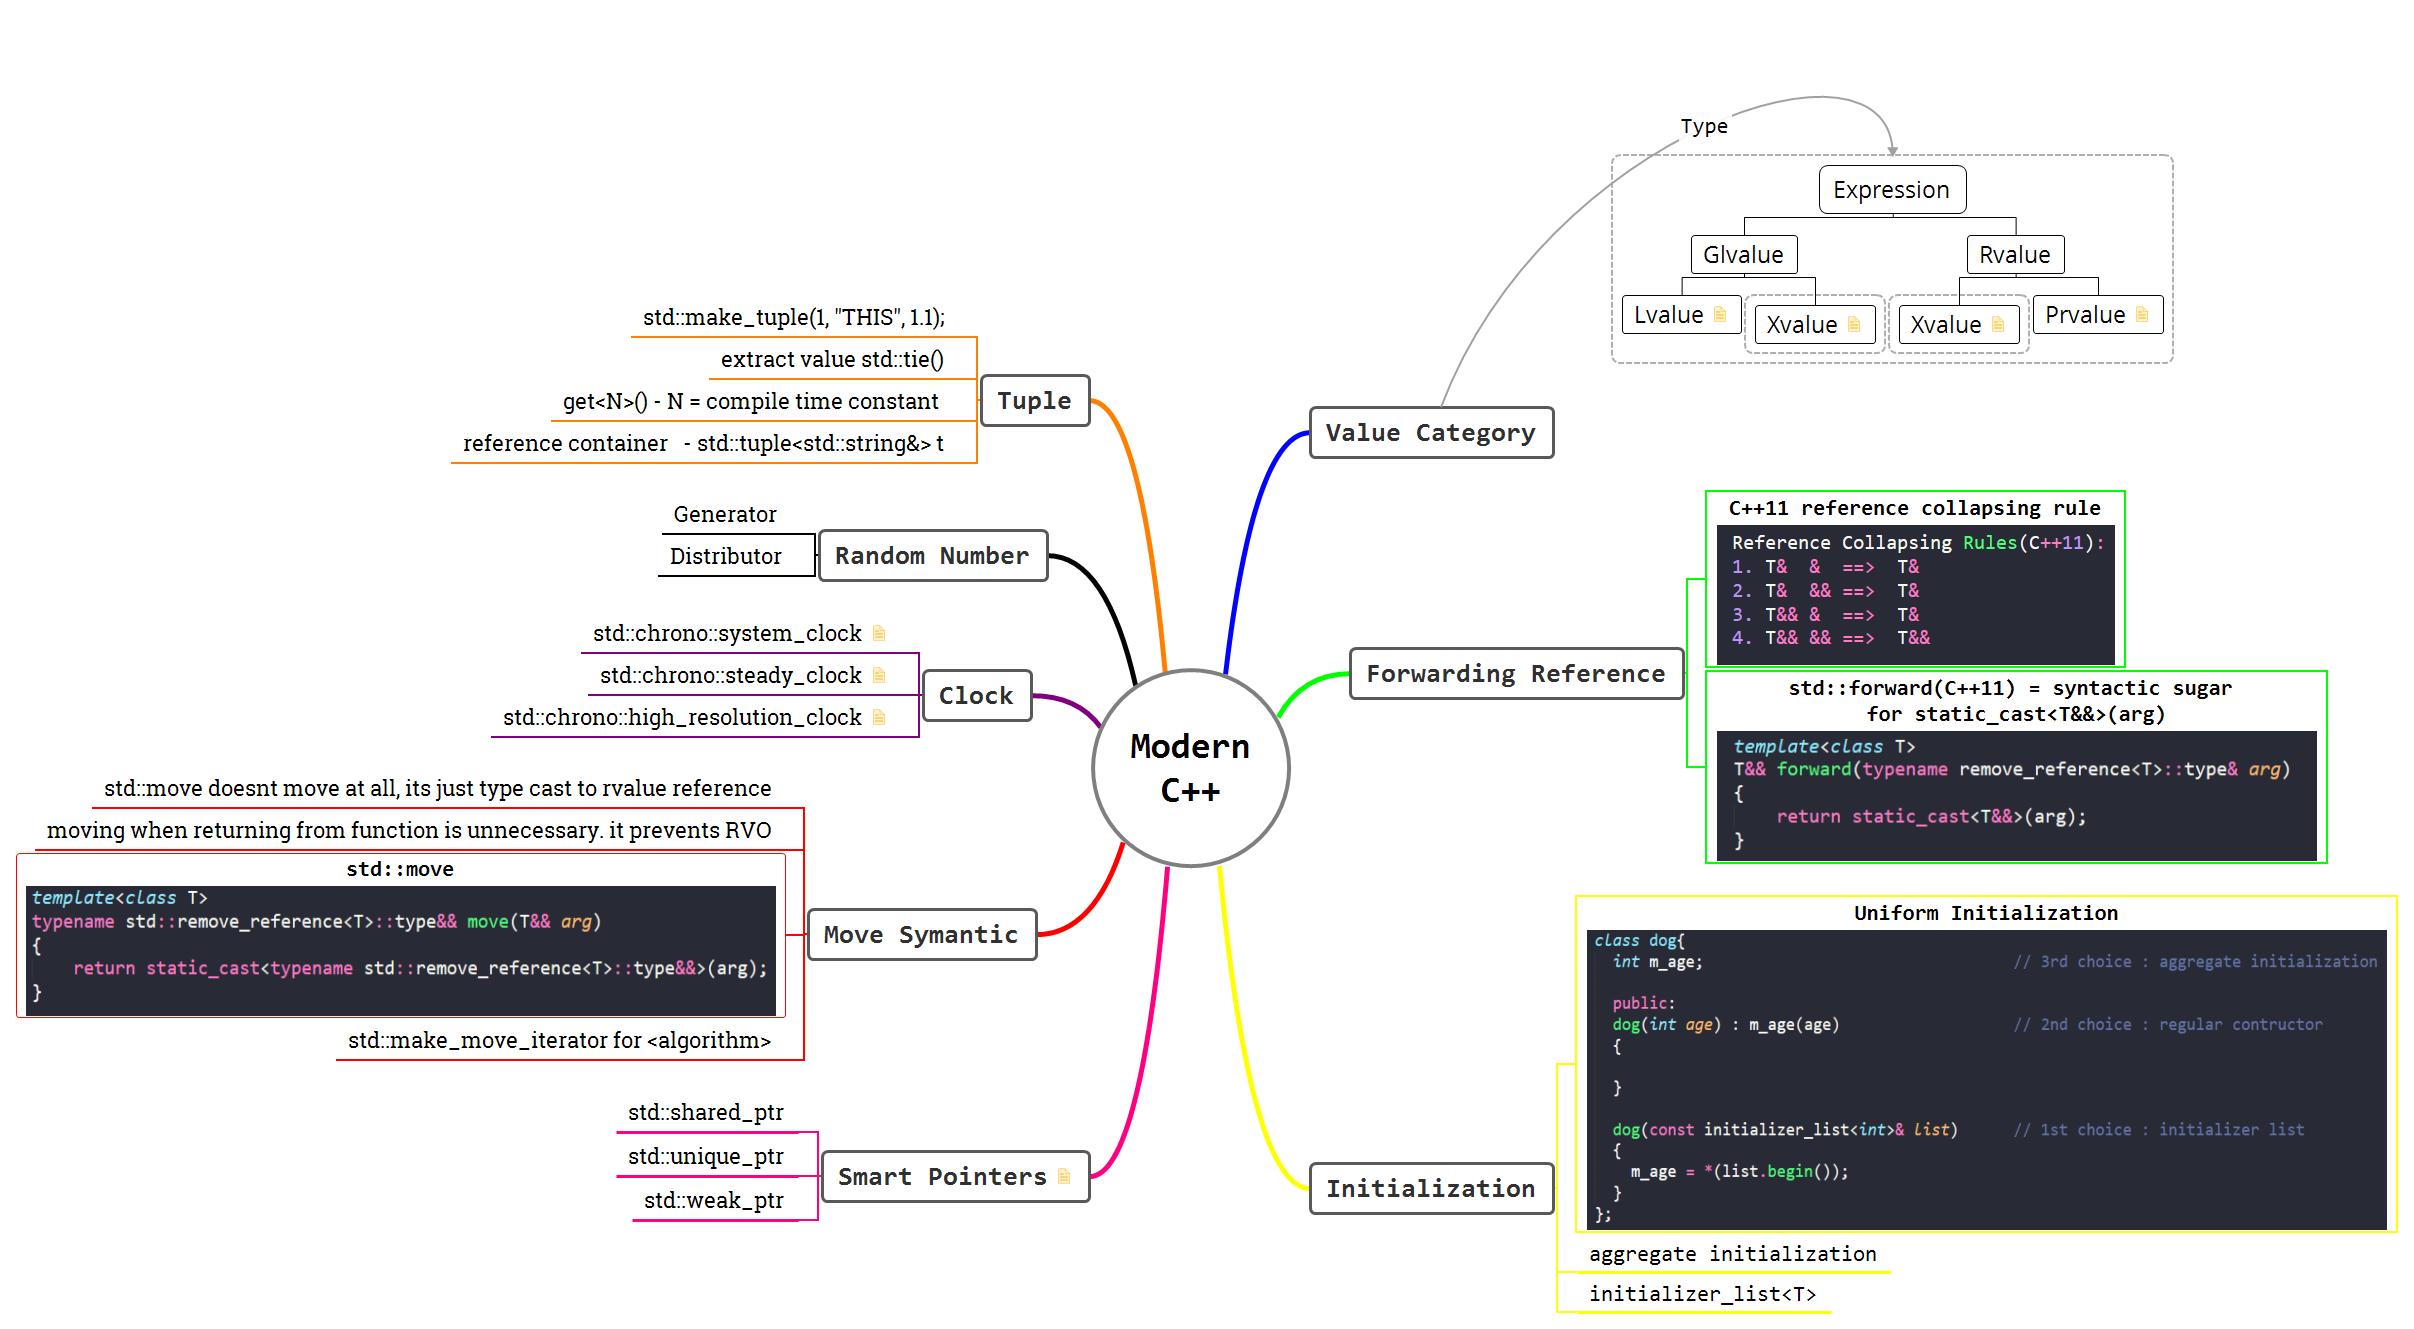 Modern
C++
Tuple
std::make_tuple(1, "THIS", 1.1);
extract value std::tie()
get<N>() - N = compile time constant
reference container - std::tuple<std::string&> t
Random Number
Generator
Distributor
Clock
std::chrono::system_clock
std::chrono::steady_clock
std::chrono::high_resolution_clock
Move Symantic
std::move doesnt move at all, its just type cast to rvalue reference
moving when returning from function is unnecessary. it prevents RVO
std::move
template<class T>
typename std::remove_reference<T>::type&& move(T&& arg)
{
return static_cast<typename std::remove_reference<T>::type&&>(arg);
}
std::make_move_iterator for <algorithm>
Smart Pointers
std::shared_ptr
std::unique_ptr
std::weak_ptr
Value Category
Type
Expression
Glvalue
Rvalue
Lvalue
Xvalue
Xvalue
Prvalue
Forwarding Reference
C++11 reference collapsing rule
Reference Collapsing Rules(C++11):
1. T& & ==> T&
2. T& && ==> T&
3. T&& & ==> T&
4. T&& && ==> T&&
std::forward(C++11) = syntactic sugar
for static_cast<T&&>(arg)
template<class T>
T&& forward(typename remove_reference<T>::type& arg)
{
return static_cast<T&&>(arg);
}
Initialization
Uniform Initialization
class dog{
int m_age; // 3rd choice : aggregate initialization
public:
dog(int age) : m_age(age) // 2nd choice : regular contructor
{
}
dog(const initializer_list<int>& list) // 1st choice : initializer list
{
m_age = *(list.begin());
}
};
aggregate initialization
initializer_list<T>